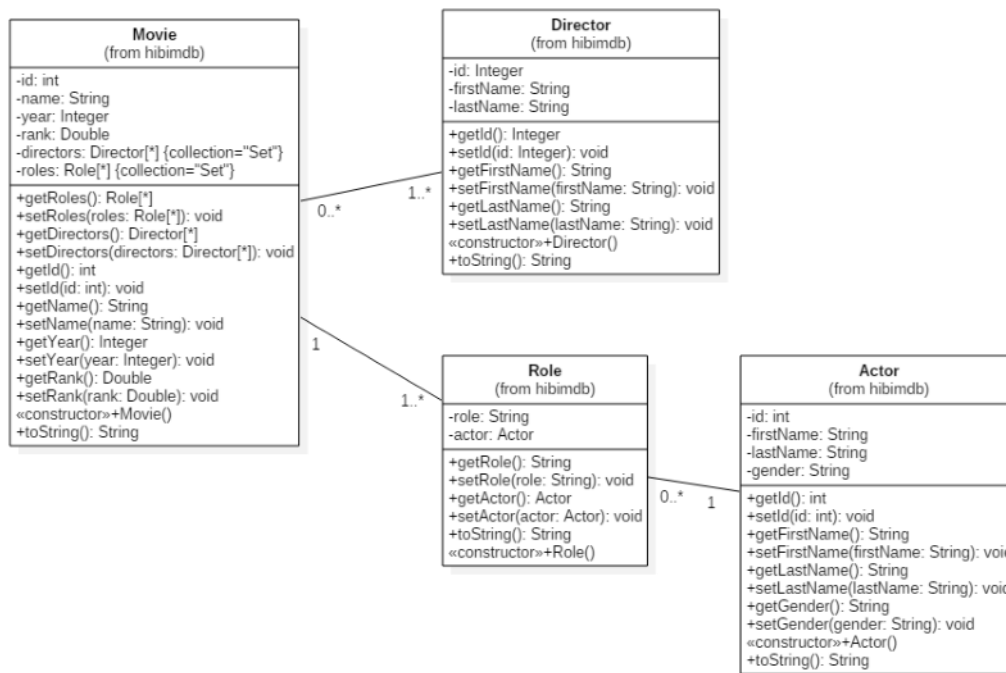 Movie
(from hibimdb)
-id: int
-name: String
-year: Integer
-rank: Double
-directors: Director[*] {collection="Set"}
-roles: Role[*] {collection="Set"}
+getRoles(): Role[*]
+setRoles(roles: Role[*]): void
+getDirectors(): Director[*]
+setDirectors(directors: Director[*]): void
+getId(): int
+setId(id: int): void
+getName(): String
+setName(name: String): void
+getYear(): Integer
+setYear(year: Integer): void
+getRank(): Double
+setRank(rank: Double): void
«constructor»+Movie()
+toString(): String
0..*
1..*
1
1..*
Director
(from hibimdb)
-id: Integer
-firstName: String
-lastName: String
+getId(): Integer
+setId(id: Integer): void
+getFirstName(): String
+setFirstName(firstName: String): void
+getLastName(): String
+setLastName(lastName: String): void
«constructor»+Director()
+toString(): String
Role
(from hibimdb)
-role: String
-actor: Actor
+getRole(): String
+setRole(role: String): void
+getActor(): Actor
+setActor(actor: Actor): void
+toString(): String
«constructor»+Role()
0..*
1
Actor
(from hibimdb)
-id: int
-firstName: String
-lastName: String
-gender: String
+getId(): int
+setId(id: int): void
+getFirstName(): String
+setFirstName(firstName: String): void
+getLastName(): String
+setLastName(lastName: String): void
+getGender(): String
+setGender(gender: String): void
«constructor»+Actor()
+toString(): String